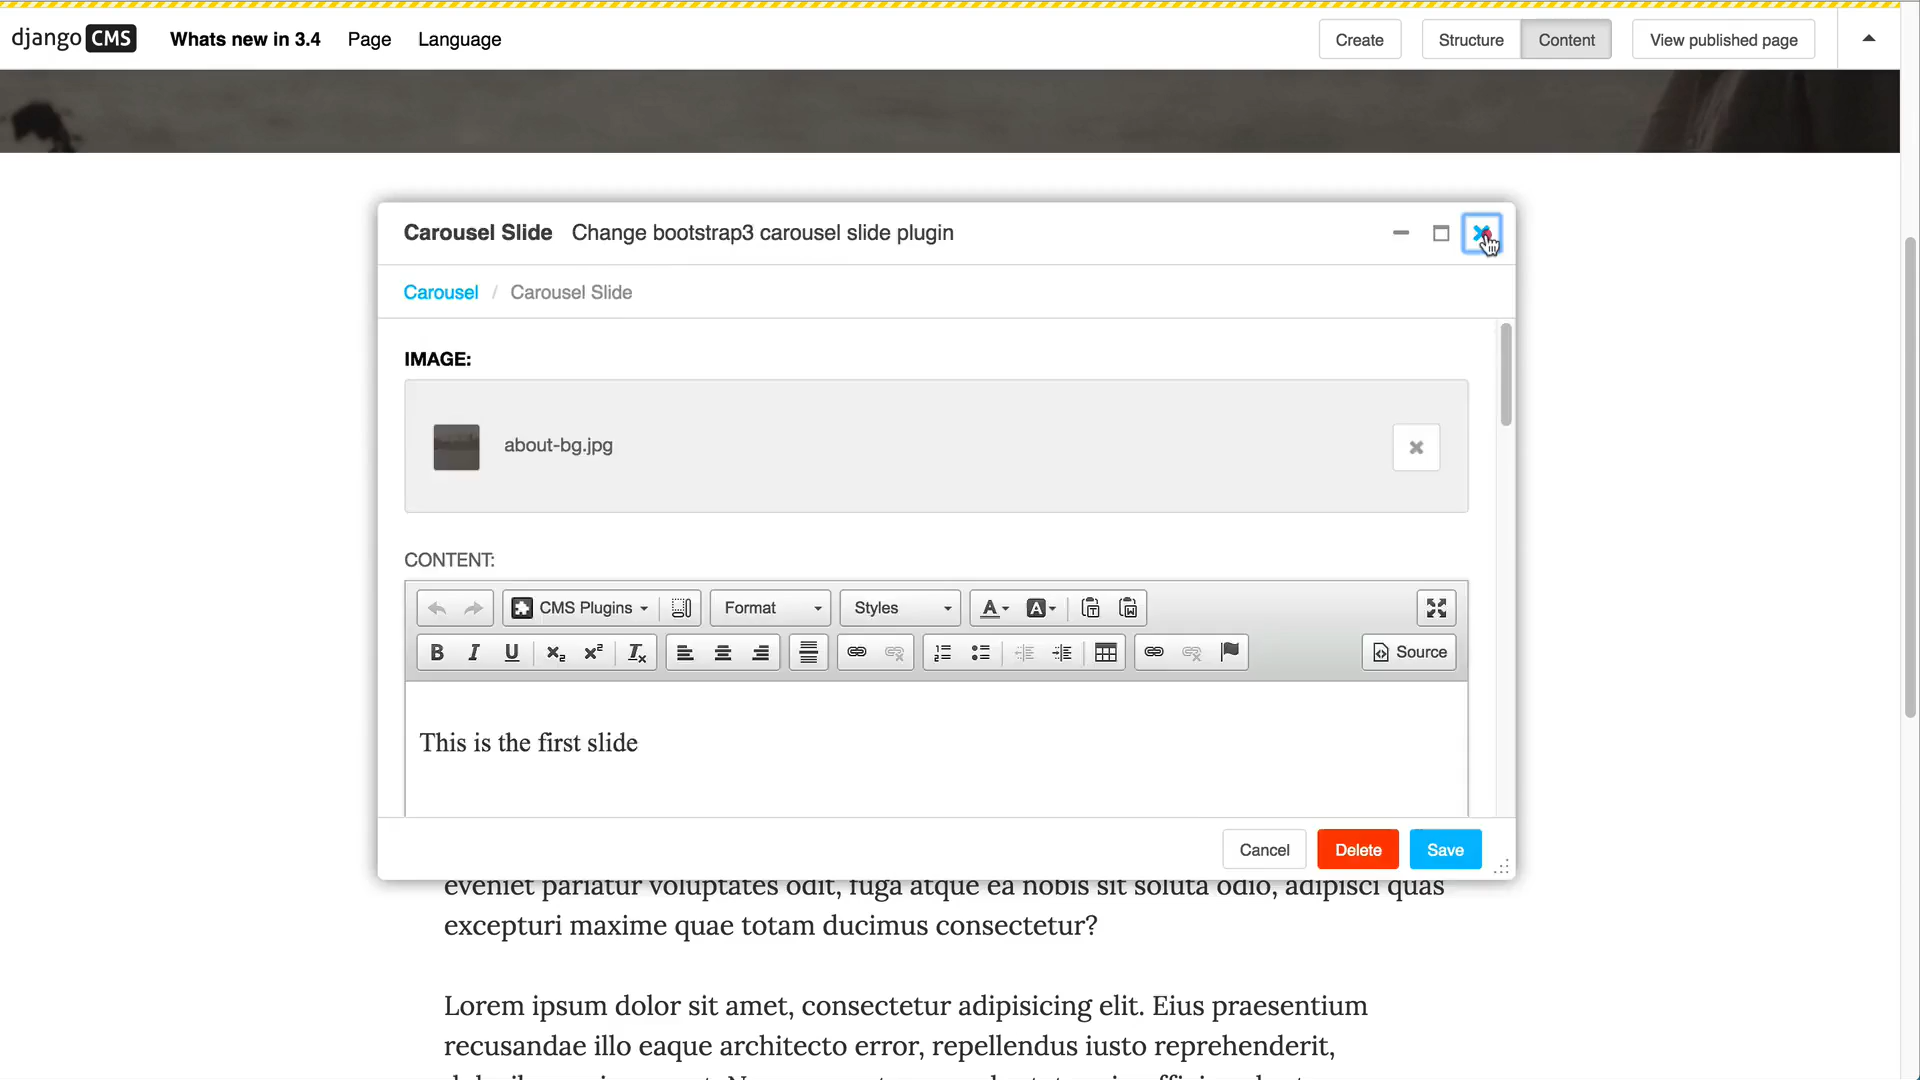 django CMS Whats new in 3.4 Page Language Create Structure Content View published page
Carousel Slide Change bootstrap3 carousel slide plugin
Carousel / Carousel Slide
IMAGE:
about-bg.jpg
CONTENT:
CMS Plugins Format Styles
Source
This is the first slide
Cancel Delete Save
eveniet pariatur voluptates odit, fuga atque ea nobis sit soluta odio, adipisci quas
excepturi maxime quae totam ducimus consectetur?
Lorem ipsum dolor sit amet, consectetur adipisicing elit. Eius praesentium
recusandae illo eaque architecto error, repellendus iusto reprehenderit,